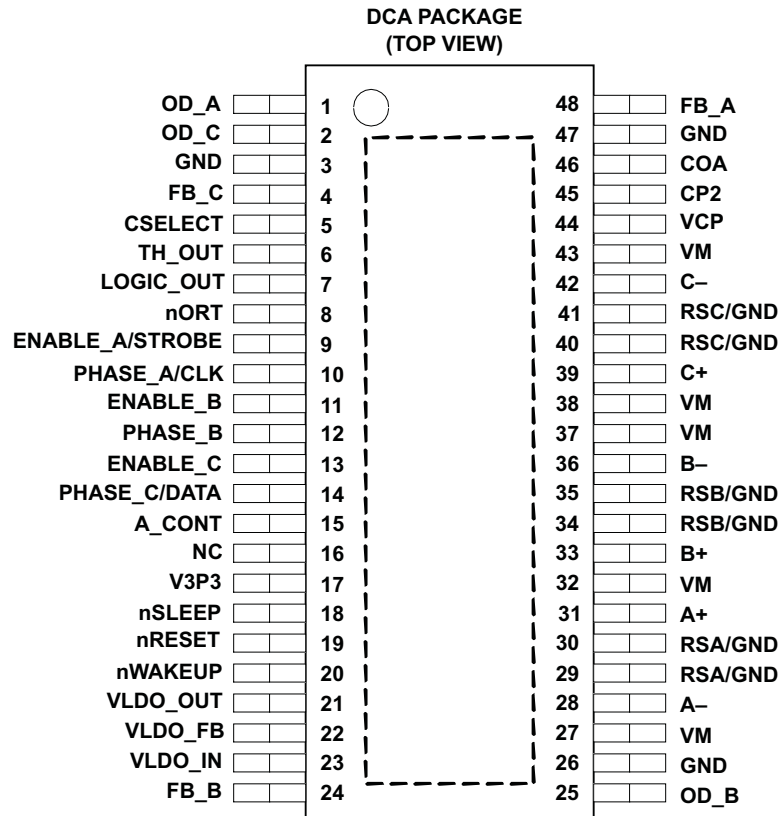 DCA PACKAGE
(TOP VIEW)
OD_A 1 48 FB_A
OD_C 2 47 GND
GND 3 46 COA
FB_C 4 45 CP2
CSELECT 5 44 VCP
TH_OUT 6 43 VM
LOGIC_OUT 7 42 C–
nORT 8 41 RSC/GND
ENABLE_A/STROBE 9 40 RSC/GND
PHASE_A/CLK 10 39 C+
ENABLE_B 11 38 VM
PHASE_B 12 37 VM
ENABLE_C 13 36 B–
PHASE_C/DATA 14 35 RSB/GND
A_CONT 15 34 RSB/GND
NC 16 33 B+
V3P3 17 32 VM
nSLEEP 18 31 A+
nRESET 19 30 RSA/GND
nWAKEUP 20 29 RSA/GND
VLDO_OUT 21 28 A–
VLDO_FB 22 27 VM
VLDO_IN 23 26 GND
FB_B 24 25 OD_B